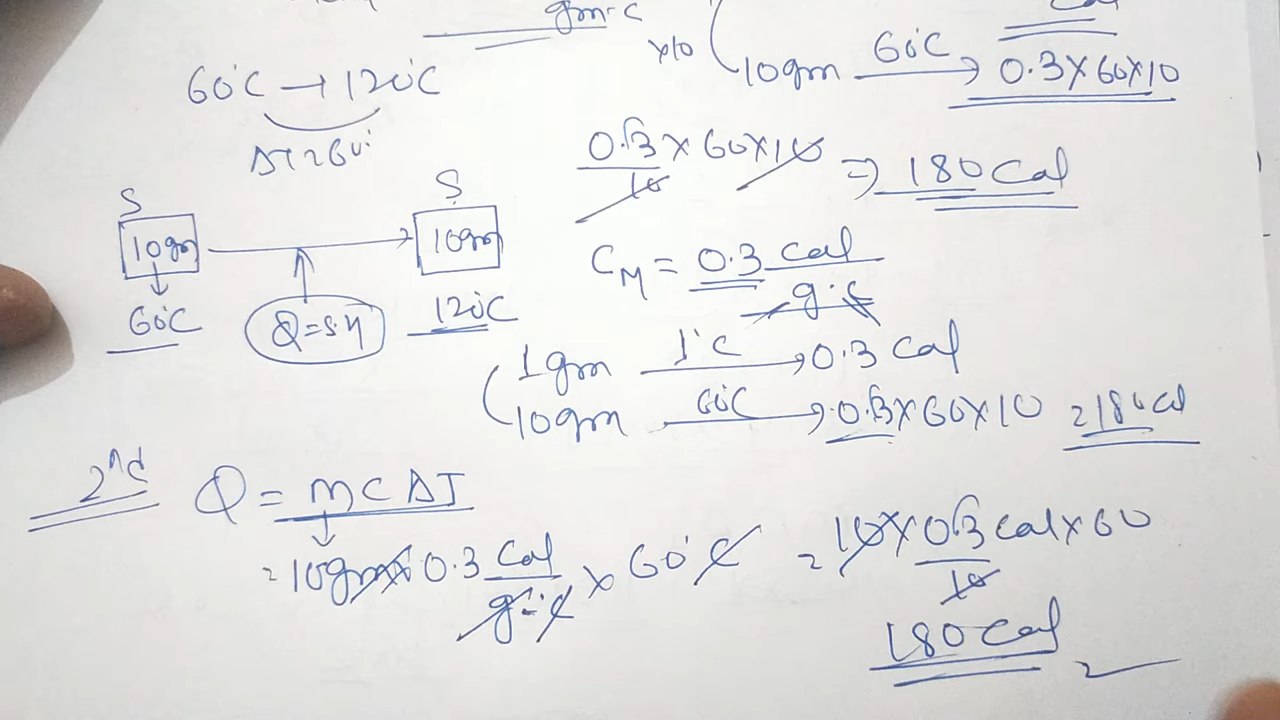 gm·c
Cal
×10
10gm 60°C → 0.3×60×10
60°C → 120°C
0.3×60×10
10
⇒ 180 Cal
S
S
10gm
10gm
60°C
120°C
C_M = 0.3 Cal
g·c
1gm 1°C → 0.3 Cal
10gm 60°C → 0.3×60×10 = 180 Cal
2nd
Q = mCΔT
= 10gm × 0.3 Cal × 60°C
g·°c
= 10×0.3 Cal×60
10
180 Cal